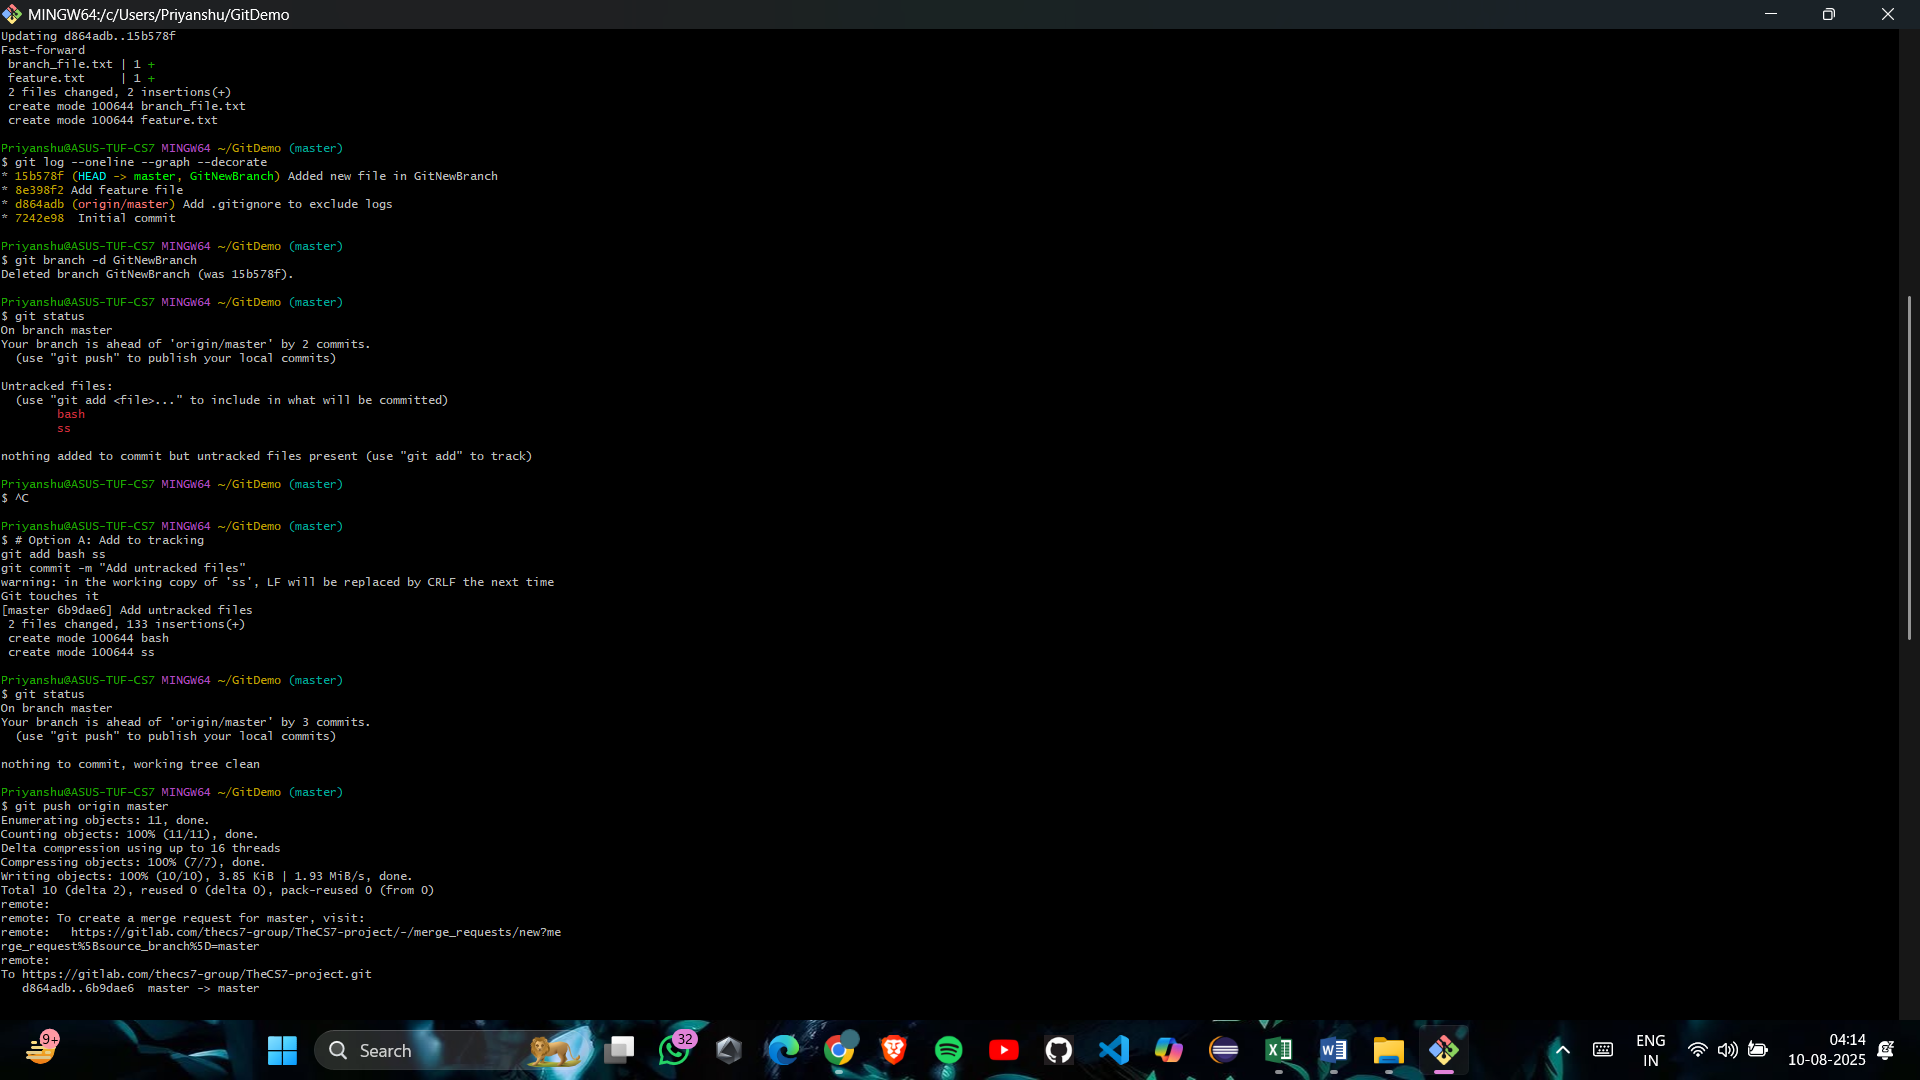 MINGW64:/c/Users/Priyanshu/GitDemo
Updating d864adb..15b578f
Fast-forward
 branch_file.txt | 1 +
 feature.txt     | 1 +
 2 files changed, 2 insertions(+)
 create mode 100644 branch_file.txt
 create mode 100644 feature.txt
Priyanshu@ASUS-TUF-CS7 MINGW64 ~/GitDemo (master)
$ git log --oneline --graph --decorate
* 15b578f (HEAD -> master, GitNewBranch) Added new file in GitNewBranch
* 8e398f2 Add feature file
* d864adb (origin/master) Add .gitignore to exclude logs
* 7242e98  Initial commit
Priyanshu@ASUS-TUF-CS7 MINGW64 ~/GitDemo (master)
$ git branch -d GitNewBranch
Deleted branch GitNewBranch (was 15b578f).
Priyanshu@ASUS-TUF-CS7 MINGW64 ~/GitDemo (master)
$ git status
On branch master
Your branch is ahead of 'origin/master' by 2 commits.
  (use "git push" to publish your local commits)
Untracked files:
  (use "git add <file>..." to include in what will be committed)
        bash
        ss
nothing added to commit but untracked files present (use "git add" to track)
Priyanshu@ASUS-TUF-CS7 MINGW64 ~/GitDemo (master)
$ ^C
Priyanshu@ASUS-TUF-CS7 MINGW64 ~/GitDemo (master)
$ # Option A: Add to tracking
git add bash ss
git commit -m "Add untracked files"
warning: in the working copy of 'ss', LF will be replaced by CRLF the next time
Git touches it
[master 6b9dae6] Add untracked files
 2 files changed, 133 insertions(+)
 create mode 100644 bash
 create mode 100644 ss
Priyanshu@ASUS-TUF-CS7 MINGW64 ~/GitDemo (master)
$ git status
On branch master
Your branch is ahead of 'origin/master' by 3 commits.
  (use "git push" to publish your local commits)
nothing to commit, working tree clean
Priyanshu@ASUS-TUF-CS7 MINGW64 ~/GitDemo (master)
$ git push origin master
Enumerating objects: 11, done.
Counting objects: 100% (11/11), done.
Delta compression using up to 16 threads
Compressing objects: 100% (7/7), done.
Writing objects: 100% (10/10), 3.85 KiB | 1.93 MiB/s, done.
Total 10 (delta 2), reused 0 (delta 0), pack-reused 0 (from 0)
remote:
remote: To create a merge request for master, visit:
remote:   https://gitlab.com/thecs7-group/TheCS7-project/-/merge_requests/new?me
rge_request%5Bsource_branch%5D=master
remote:
To https://gitlab.com/thecs7-group/TheCS7-project.git
   d864adb..6b9dae6  master -> master
9+
Search
32
ENG
IN
04:14
10-08-2025